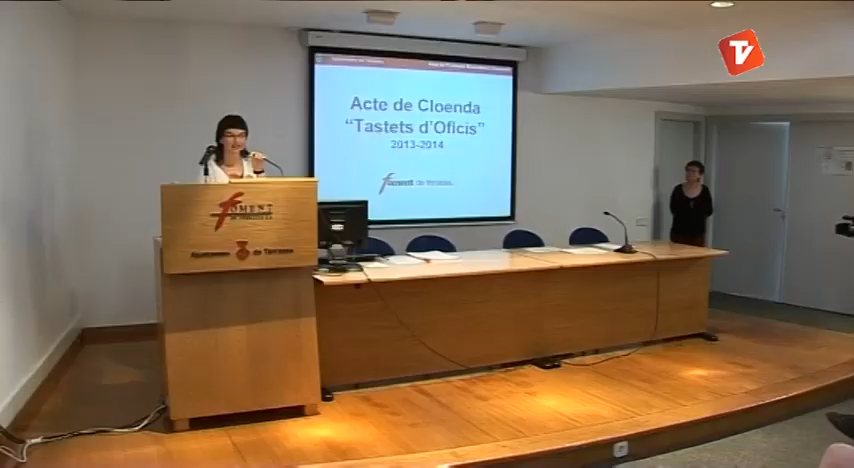 TV
Acte de Cloenda
“Tastets d’Oficis”
2013-2014
foment de terrassa
FOMENT
DE TERRASSA S.A.
Ajuntament de Terrassa